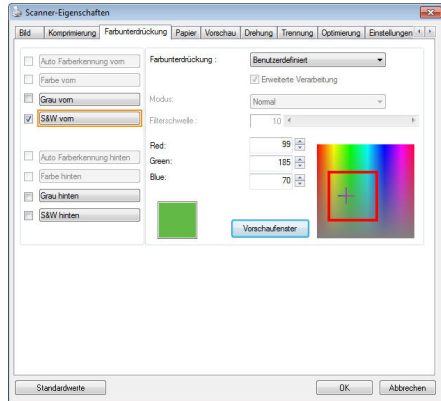 Scanner-Eigenschaften
Bild Komprimierung Farbunterdrückung Papier Vorschau Drehung Trennung Optimierung Einstellungen
Auto Farberkennung vorn Farbunterdrückung : Benutzerdefiniert
Farbe vorn Erweiterte Verarbeitung
Grau vorn Modus: Normal
S&W vorn Filterschwelle : 10
Red: 99
Auto Farberkennung hinten Green: 185
Farbe hinten Blue: 70
Grau hinten
S&W hinten
Vorschaufenster
Standardwerte OK Abbrechen